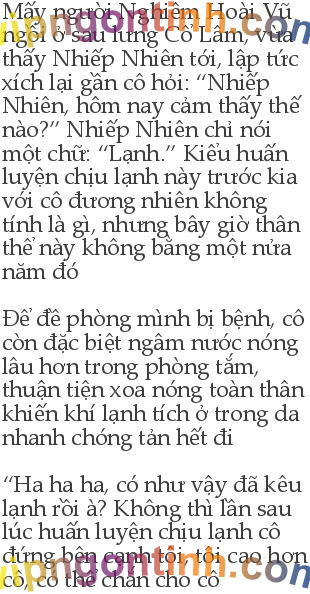 Mấy người Nghiêm Hoài Vũ
ngồi ở sau lưng Cổ Lâm, vừa
thấy Nhiếp Nhiên tới, lập tức
xích lại gần cô hỏi: “Nhiếp
Nhiên, hôm nay cảm thấy thế
nào?” Nhiếp Nhiên chỉ nói
một chữ: “Lạnh.” Kiểu huấn
luyện chịu lạnh này trước kia
với cô đương nhiên không
tính là gì, nhưng bây giờ thân
thể này không bằng một nửa
năm đó
Để đề phòng mình bị bệnh, cô
còn đặc biệt ngâm nước nóng
lâu hơn trong phòng tắm,
thuận tiện xoa nóng toàn thân
khiến khí lạnh tích ở trong da
nhanh chóng tản hết đi
“Ha ha ha, có như vậy đã kêu
lạnh rồi à? Không thì lần sau
lúc huấn luyện chịu lạnh cô
đứng bên cạnh tôi, tôi cao hơn
cô, có thể chắn cho cô
vipngontinh.com
vipngontinh.com